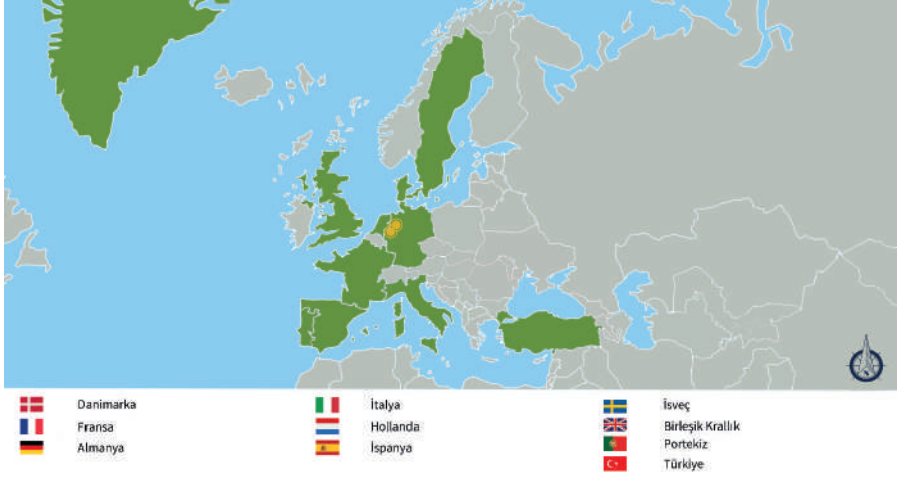 Danimarka
Fransa
Almanya
İtalya
Hollanda
İspanya
İsveç
Birleşik Krallık
Portekiz
Türkiye